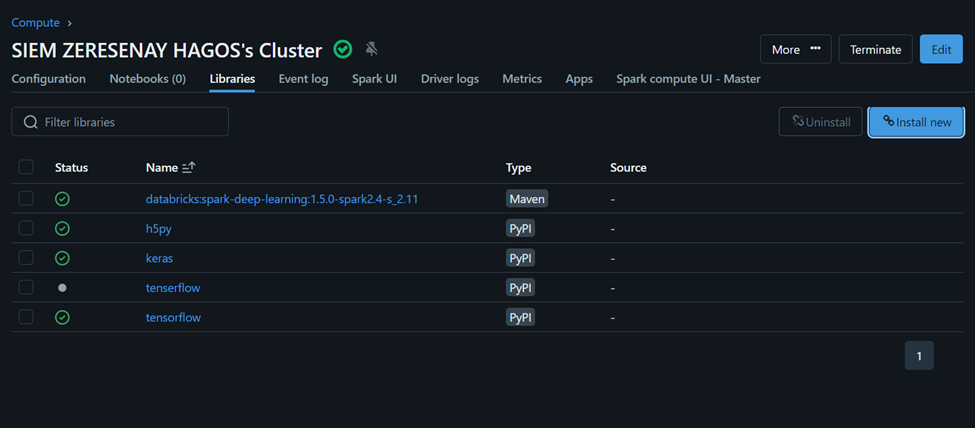 Compute >
SIEM ZERESENAY HAGOS's Cluster
More ··· Terminate Edit
Configuration Notebooks (0) Libraries Event log Spark UI Driver logs Metrics Apps Spark compute UI - Master
Filter libraries Uninstall Install new
Status Name Type Source
databricks:spark-deep-learning:1.5.0-spark2.4-s_2.11 Maven -
h5py PyPI -
keras PyPI -
tenserflow PyPI -
tensorflow PyPI -
1